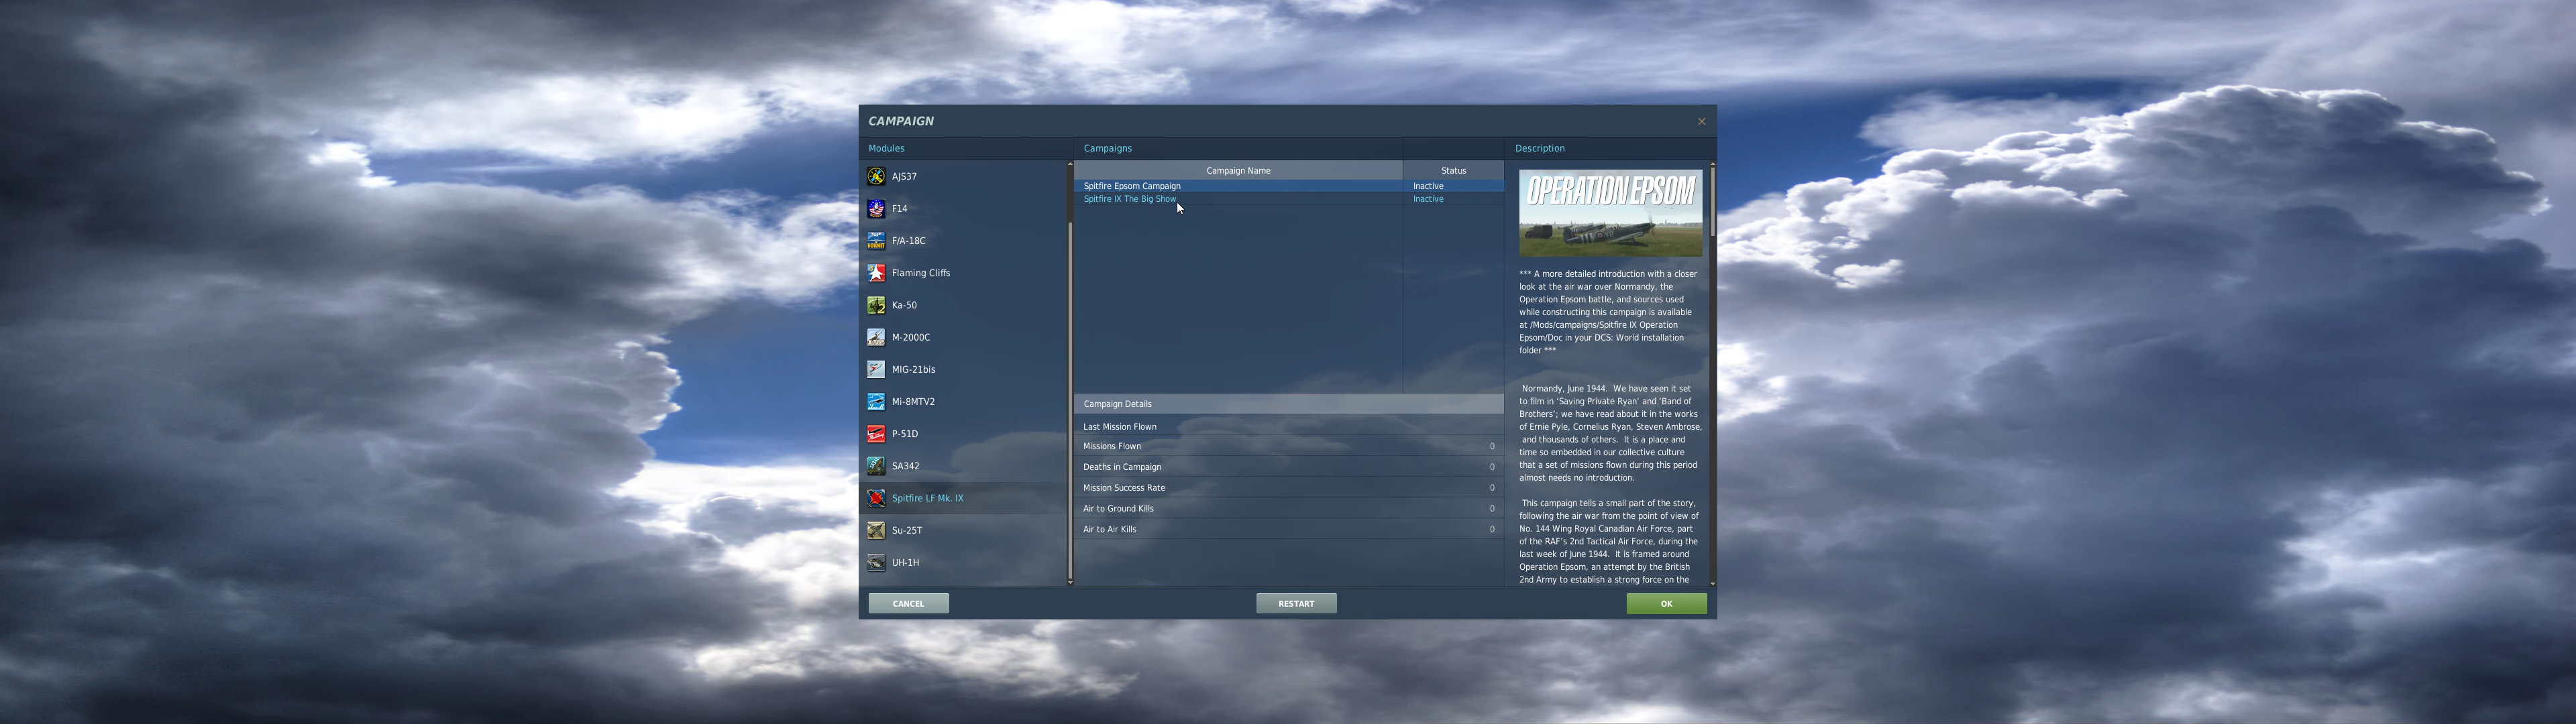 CAMPAIGN
Modules
Campaigns
Description
AJS37
F14
F/A-18C
Flaming Cliffs
Ka-50
M-2000C
MIG-21bis
Mi-8MTV2
P-51D
SA342
Spitfire LF Mk. IX
Su-25T
UH-1H
Campaign Name Status
Spitfire Epsom Campaign Inactive
Spitfire IX The Big Show Inactive
Campaign Details
Last Mission Flown
Missions Flown 0
Deaths in Campaign 0
Mission Success Rate 0
Air to Ground Kills 0
Air to Air Kills 0
OPERATION EPSOM
*** A more detailed introduction with a closer
look at the air war over Normandy, the
Operation Epsom battle, and sources used
while constructing this campaign is available
at /Mods/campaigns/Spitfire IX Operation
Epsom/Doc in your DCS: World installation
folder ***
Normandy, June 1944. We have seen it set
to film in ‘Saving Private Ryan’ and ‘Band of
Brothers’; we have read about it in the works
of Ernie Pyle, Cornelius Ryan, Steven Ambrose,
and thousands of others. It is a place and
time so embedded in our collective culture
that a set of missions flown during this period
almost needs no introduction.
This campaign tells a small part of the story,
following the air war from the point of view of
No. 144 Wing Royal Canadian Air Force, part
of the RAF’s 2nd Tactical Air Force, during the
last week of June 1944. It is framed around
Operation Epsom, an attempt by the British
2nd Army to establish a strong force on the
CANCEL
RESTART
OK